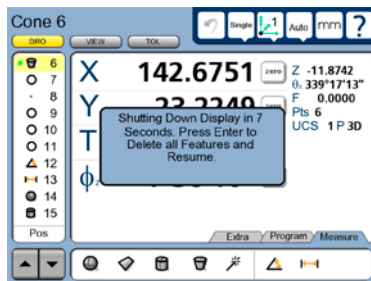 Cone 6
DRO VIEW TOL
Single 1 Auto mm ?
6
7
8
9
10
11
12
13
14
15
Pos
X 142.6751 zero
Y 23.2249
T
ϕ
Z -11.8742
339°17'13"
F 0.0000
Pts 6
UCS 1 P 3D
Shutting Down Display in 7
Seconds. Press Enter to
Delete all Features and
Resume.
Extra Program Measure